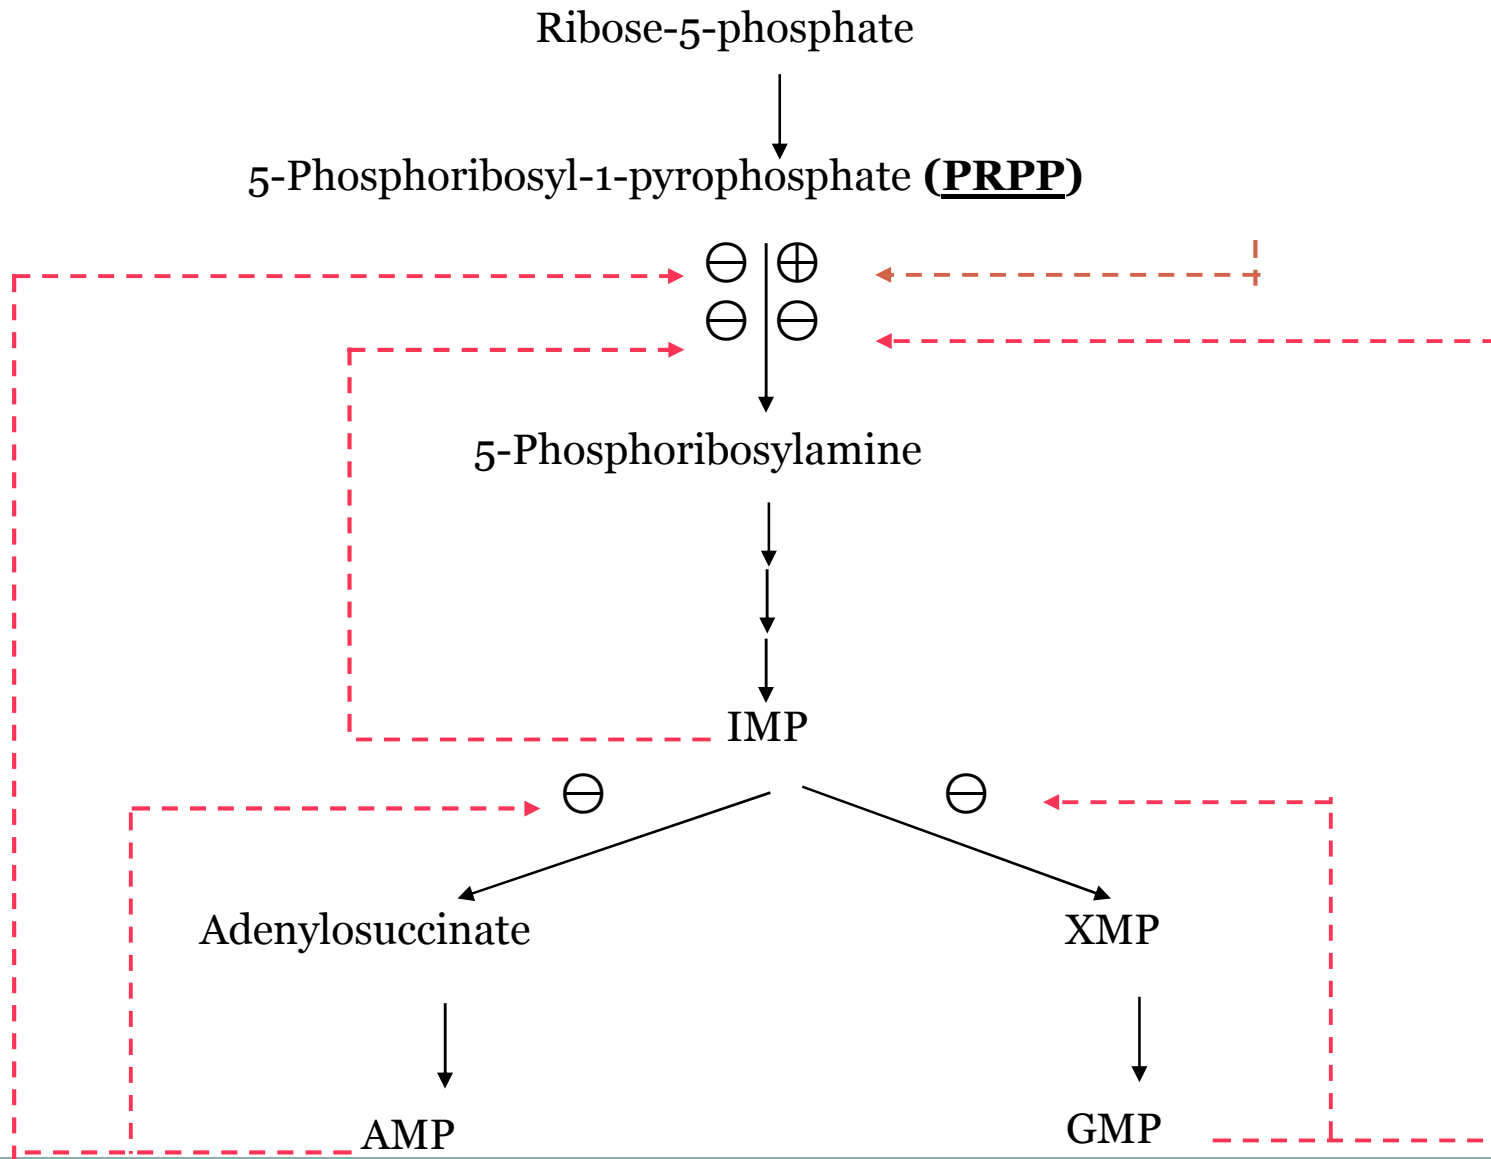 Ribose-5-phosphate
5-Phosphoribosyl-1-pyrophosphate (PRPP)
5-Phosphoribosylamine
IMP
Adenylosuccinate
XMP
AMP
GMP